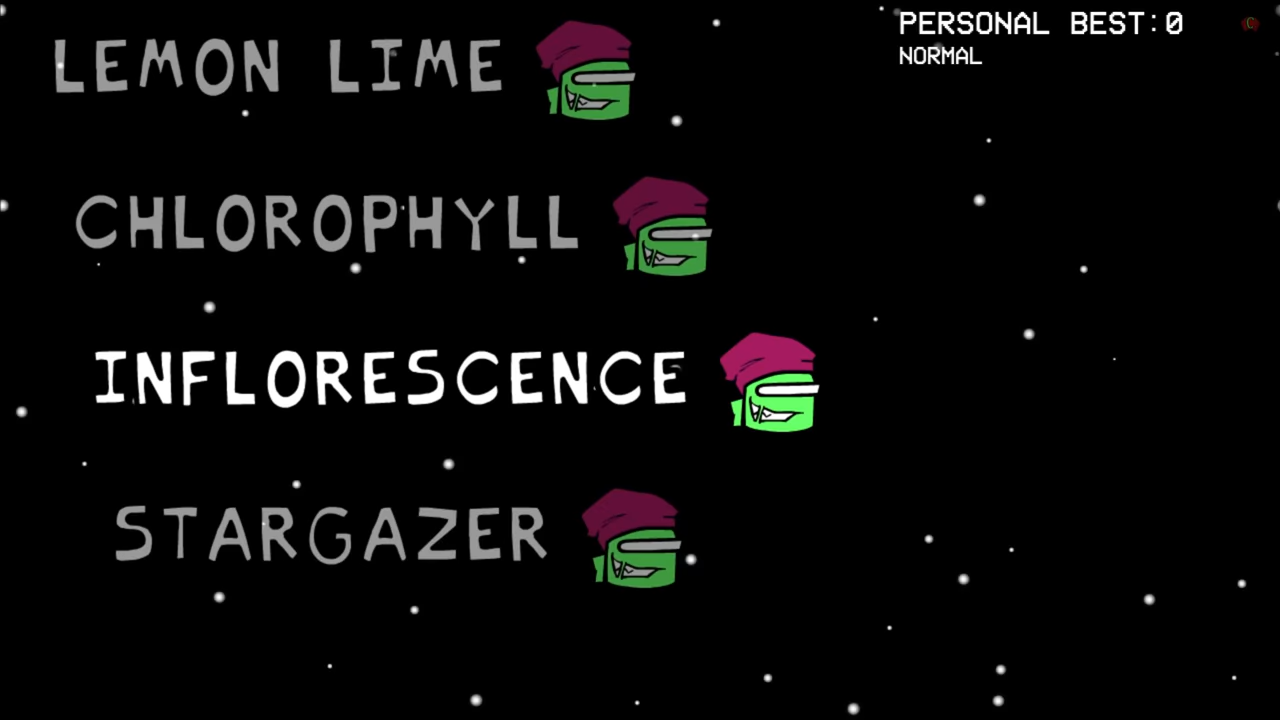 PERSONAL BEST:0
NORMAL
LEMON LIME
CHLOROPHYLL
INFLORESCENCE
STARGAZER